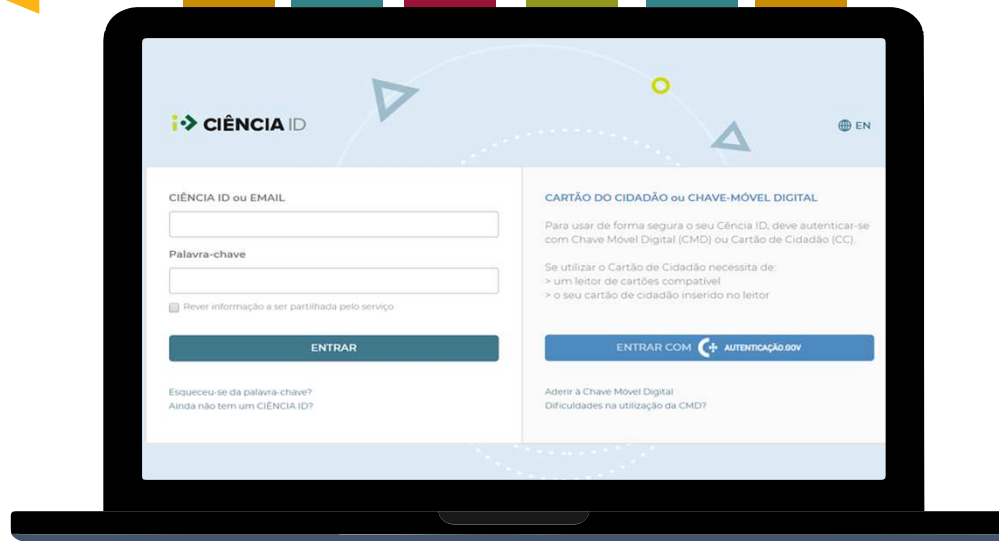 CIÊNCIA ID
EN
CIÊNCIA ID ou EMAIL
Palavra-chave
Rever informação a ser partilhada pelo serviço
ENTRAR
Esqueceu-se da palavra-chave?
Ainda não tem um CIÊNCIA ID?
CARTÃO DO CIDADÃO ou CHAVE-MÓVEL DIGITAL
Para usar de forma segura o seu Cência ID, deve autenticar-se
com Chave Móvel Digital (CMD) ou Cartão de Cidadão (CC).
Se utilizar o Cartão de Cidadão necessita de:
> um leitor de cartões compatível
> o seu cartão de cidadão inserido no leitor
ENTRAR COM AUTENTICAÇÃO.GOV
Aderir à Chave Móvel Digital
Dificuldades na utilização da CMD?